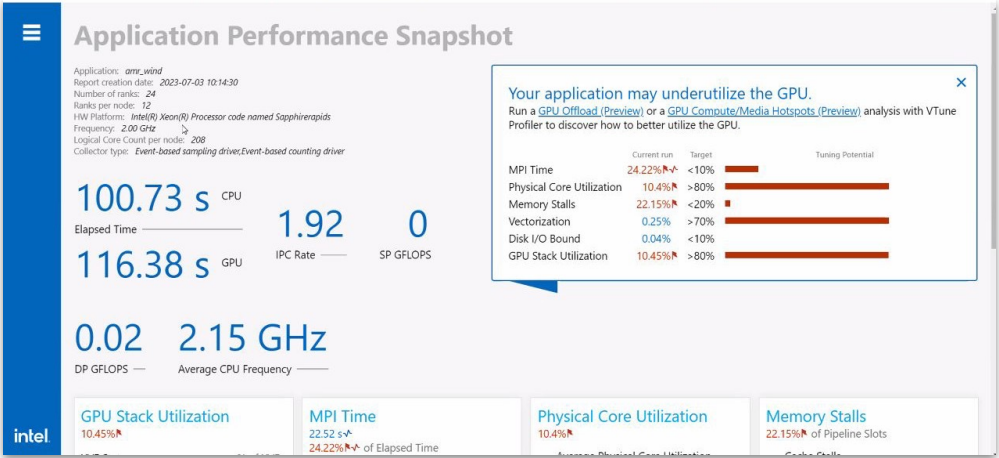 Application Performance Snapshot
Application: amr_wind
Report creation date: 2023-07-03 10:14:30
Number of ranks: 24
Ranks per node: 12
HW Platform: Intel(R) Xeon(R) Processor code named Sapphirerapids
Frequency: 2.00 GHz
Logical Core Count per node: 208
Collector type: Event-based sampling driver,Event-based counting driver
100.73 s CPU
Elapsed Time
116.38 s GPU
1.92
IPC Rate
0
SP GFLOPS
0.02
DP GFLOPS
2.15 GHz
Average CPU Frequency
Your application may underutilize the GPU.
Run a GPU Offload (Preview) or a GPU Compute/Media Hotspots (Preview) analysis with VTune
Profiler to discover how to better utilize the GPU.
Current run Target Tuning Potential
MPI Time 24.22% <10%
Physical Core Utilization 10.4% >80%
Memory Stalls 22.15% <20%
Vectorization 0.25% >70%
Disk I/O Bound 0.04% <10%
GPU Stack Utilization 10.45% >80%
GPU Stack Utilization
10.45%
MPI Time
22.52 s
24.22% of Elapsed Time
Physical Core Utilization
10.4%
Average Physical Core Utilization
Memory Stalls
22.15% of Pipeline Slots
Cache Stalls
intel.